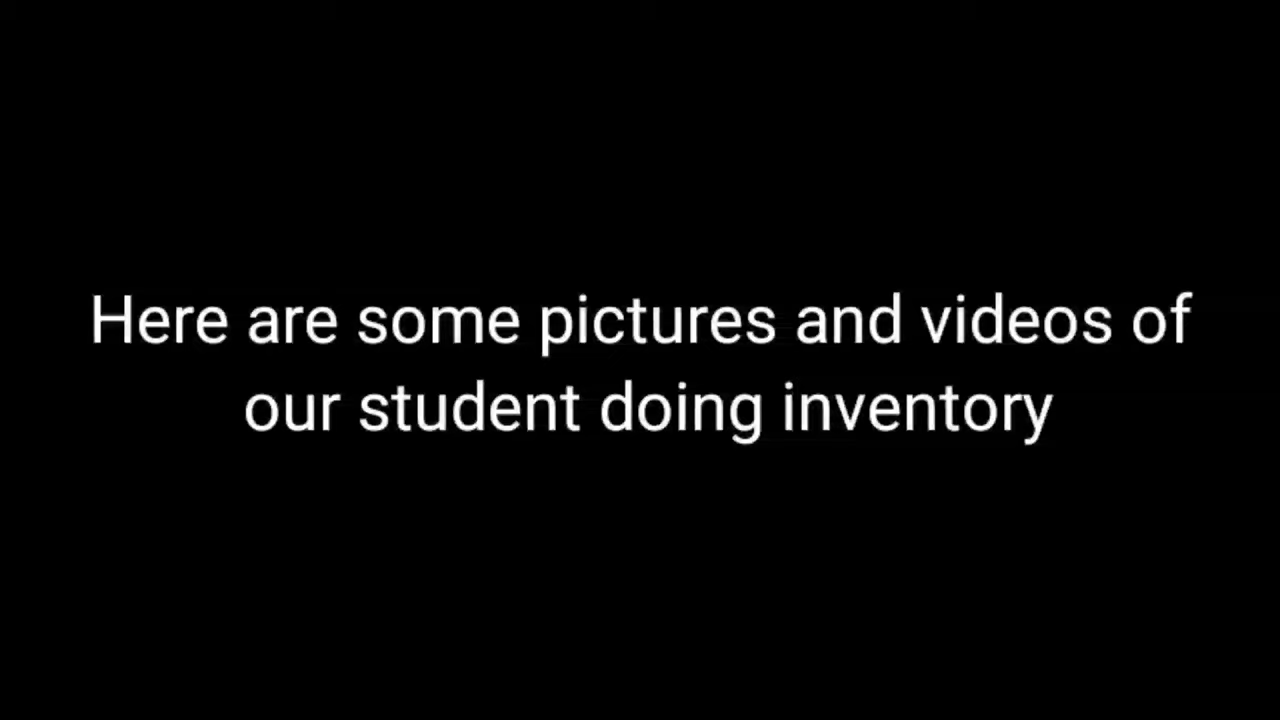 Here are some pictures and videos of
our student doing inventory